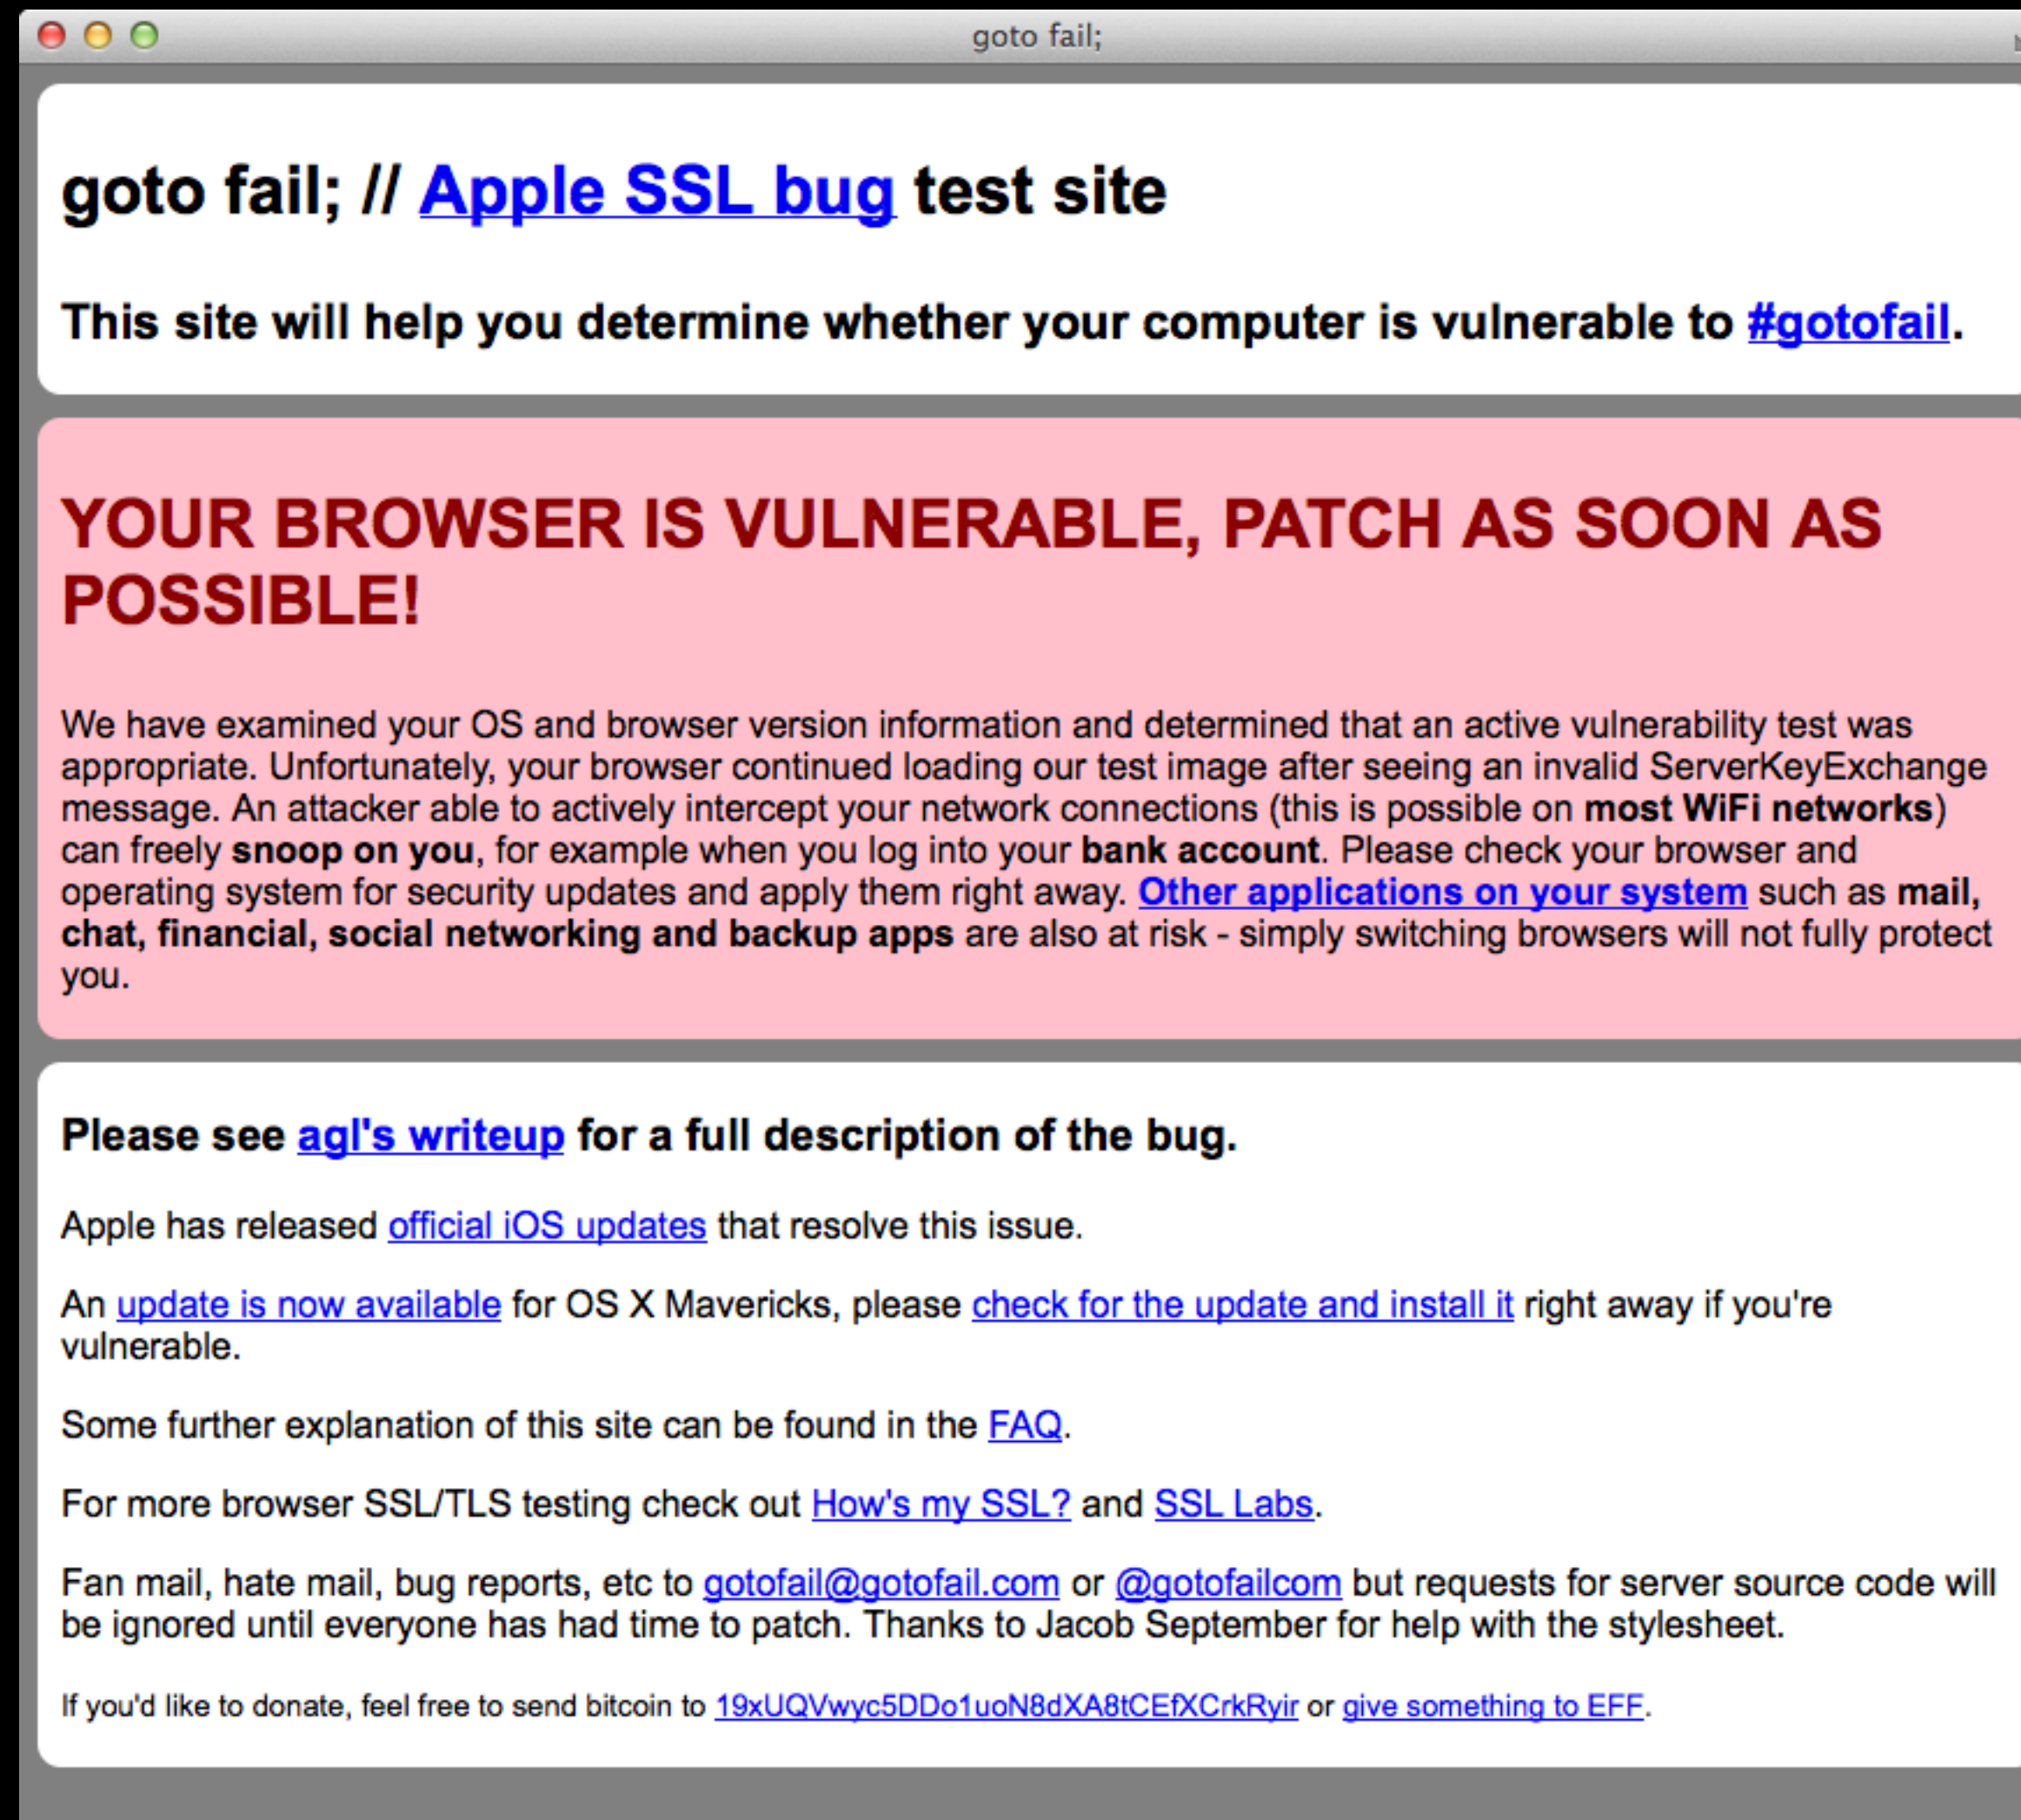 goto fail;
goto fail; // Apple SSL bug test site
This site will help you determine whether your computer is vulnerable to #gotofail.
YOUR BROWSER IS VULNERABLE, PATCH AS SOON AS
POSSIBLE!
We have examined your OS and browser version information and determined that an active vulnerability test was
appropriate. Unfortunately, your browser continued loading our test image after seeing an invalid ServerKeyExchange
message. An attacker able to actively intercept your network connections (this is possible on most WiFi networks)
can freely snoop on you, for example when you log into your bank account. Please check your browser and
operating system for security updates and apply them right away. Other applications on your system such as mail,
chat, financial, social networking and backup apps are also at risk - simply switching browsers will not fully protect
you.
Please see agl's writeup for a full description of the bug.
Apple has released official iOS updates that resolve this issue.
An update is now available for OS X Mavericks, please check for the update and install it right away if you're
vulnerable.
Some further explanation of this site can be found in the FAQ.
For more browser SSL/TLS testing check out How's my SSL? and SSL Labs.
Fan mail, hate mail, bug reports, etc to gotofail@gotofail.com or @gotofailcom but requests for server source code will
be ignored until everyone has had time to patch. Thanks to Jacob September for help with the stylesheet.
If you'd like to donate, feel free to send bitcoin to 19xUQVwyc5DDo1uoN8dXA8tCEfXCrkRyir or give something to EFF.